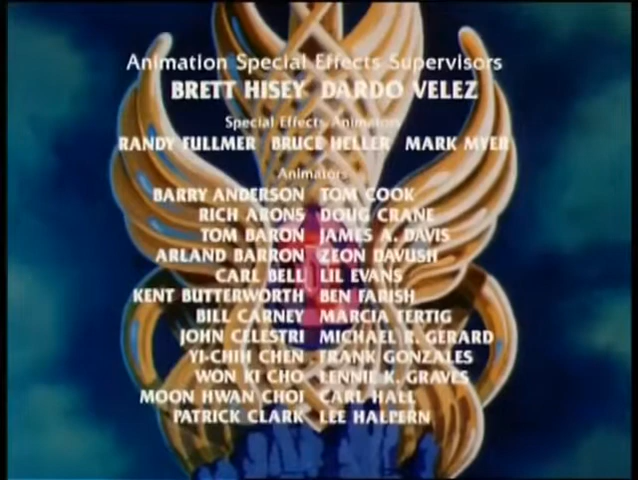 Animation Special Effects Supervisors
BRETT HISEY DARDO VELEZ
Special Effects Animators
RANDY FULLMER BRUCE HELLER MARK MYER
Animators
BARRY ANDERSON TOM COOK
RICH ARONS DOUG CRANE
TOM BARON JAMES A. DAVIS
ARLAND BARRON ZEON DAVUSH
CARL BELL LIL EVANS
KENT BUTTERWORTH BEN FARISH
BILL CARNEY MARCIA FERTIG
JOHN CELESTRI MICHAEL R. GERARD
YI-CHIH CHEN FRANK GONZALES
WON KI CHO LENNIE K. GRAVES
MOON HWAN CHOI CARL HALL
PATRICK CLARK LEE HALPERN